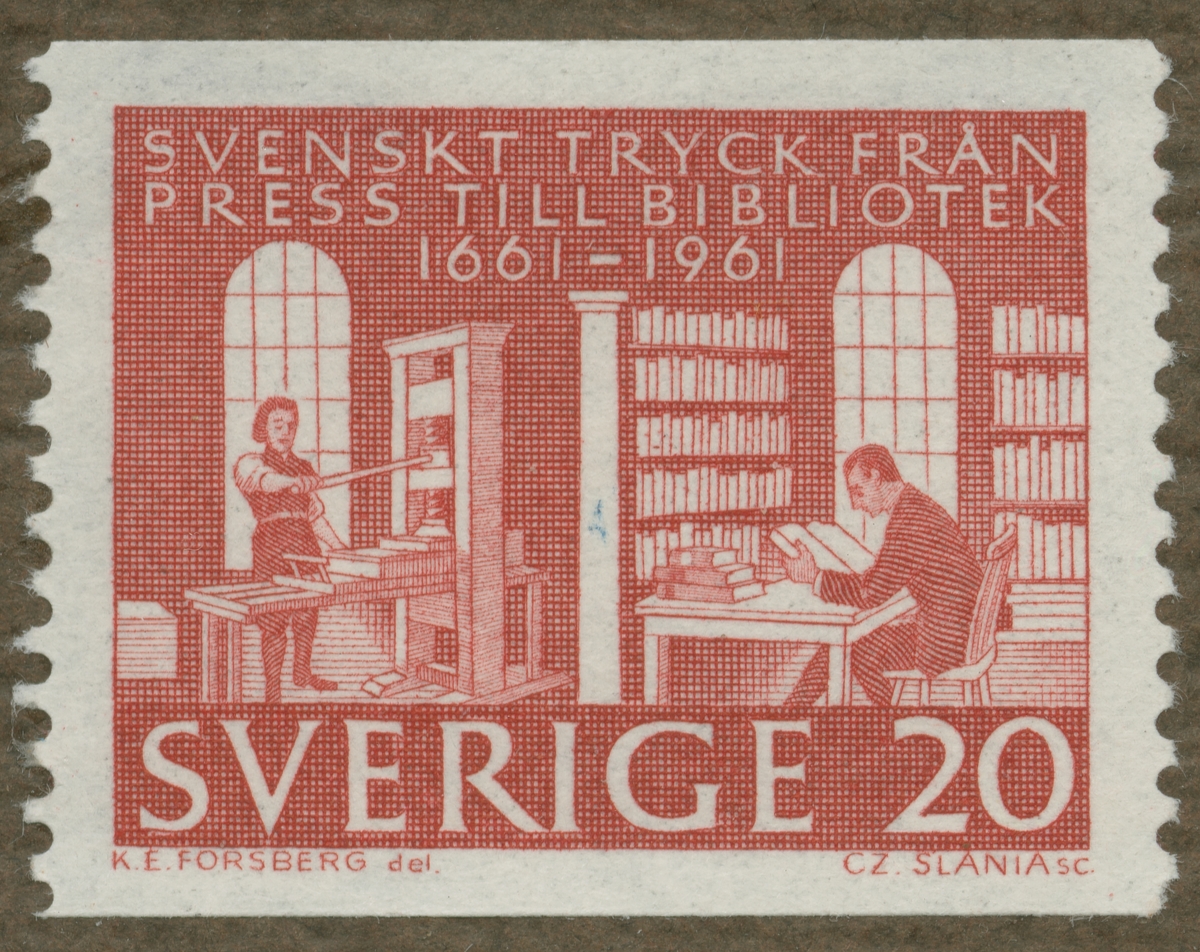 SVENSKT TRYCK FRÅN
PRESS TILL BIBLIOTEK
1661-1961
SVERIGE 20
K.E.FORSBERG del.
CZ. SLANIA sc.